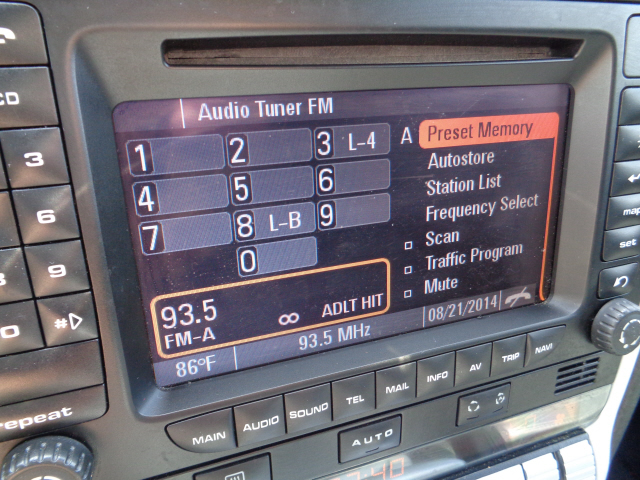 Audio Tuner FM
1 2 3 L-4 A Preset Memory
Autostore
4 5 6 Station List
Frequency Select
7 8 L-B 9 Scan
0 Traffic Program
Mute
93.5
FM-A ∞ ADLT HIT
86°F 93.5 MHz 08/21/2014
CD
3
6
9
#
repeat
map
set
MAIN AUDIO SOUND TEL MAIL INFO AV TRIP NAVI
AUTO
:40